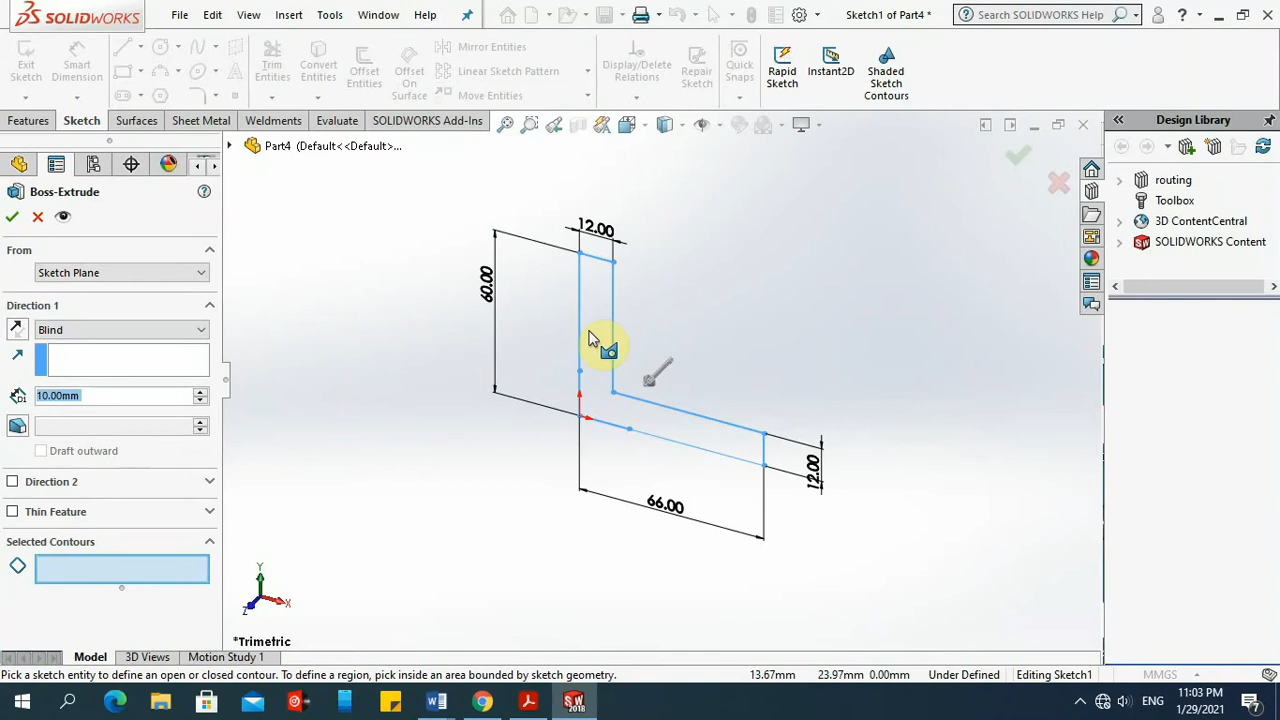 SOLIDWORKS File Edit View Insert Tools Window Help Sketch1 of Part4 * Search SOLIDWORKS Help ?
Exit Sketch
Smart Dimension
Trim Entities
Convert Entities
Offset Entities
Offset On Surface
Mirror Entities
Linear Sketch Pattern
Move Entities
Display/Delete Relations
Repair Sketch
Quick Snaps
Rapid Sketch
Instant2D
Shaded Sketch Contours
Features Sketch Surfaces Sheet Metal Weldments Evaluate SOLIDWORKS Add-Ins
Design Library
Part4 (Default<<Default>...
routing
Toolbox
3D ContentCentral
SOLIDWORKS Content
Boss-Extrude
From
Sketch Plane
Direction 1
Blind
10.00mm
Draft outward
Direction 2
Thin Feature
Selected Contours
12.00
60.00
12.00
66.00
Y
X
Z
*Trimetric
Model 3D Views Motion Study 1
Pick a sketch entity to define an open or closed contour. To define a region, pick inside an area bounded by sketch geometry. 13.67mm 23.97mm 0.00mm Under Defined Editing Sketch1 MMGS
ENG 11:03 PM
1/29/2021